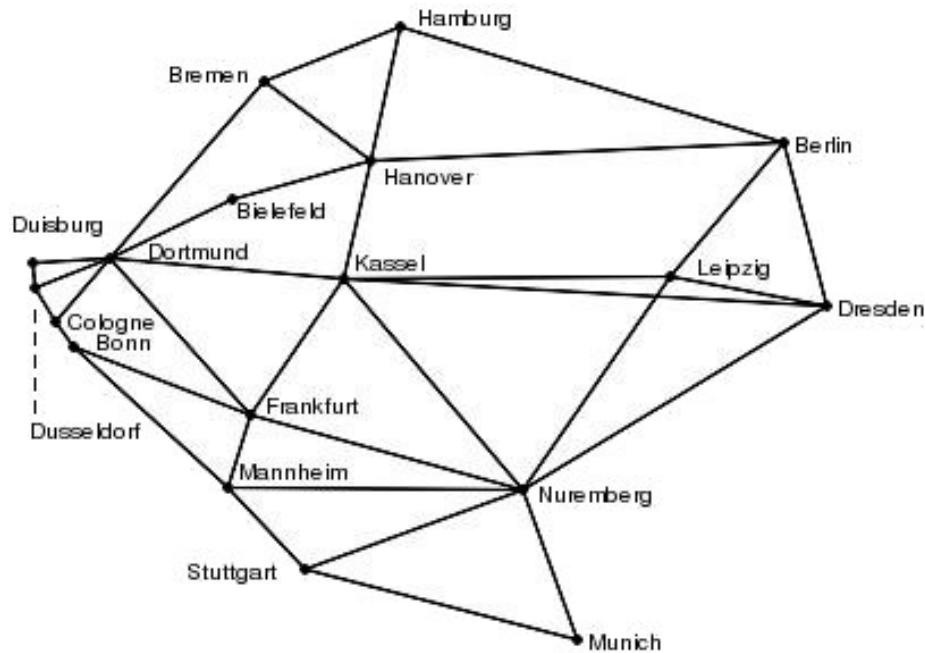 Hamburg
Bremen
Berlin
Hanover
Bielefeld
Duisburg
Dortmund
Kassel
Leipzig
Dresden
Cologne
Bonn
Frankfurt
Dusseldorf
Mannheim
Nuremberg
Stuttgart
Munich